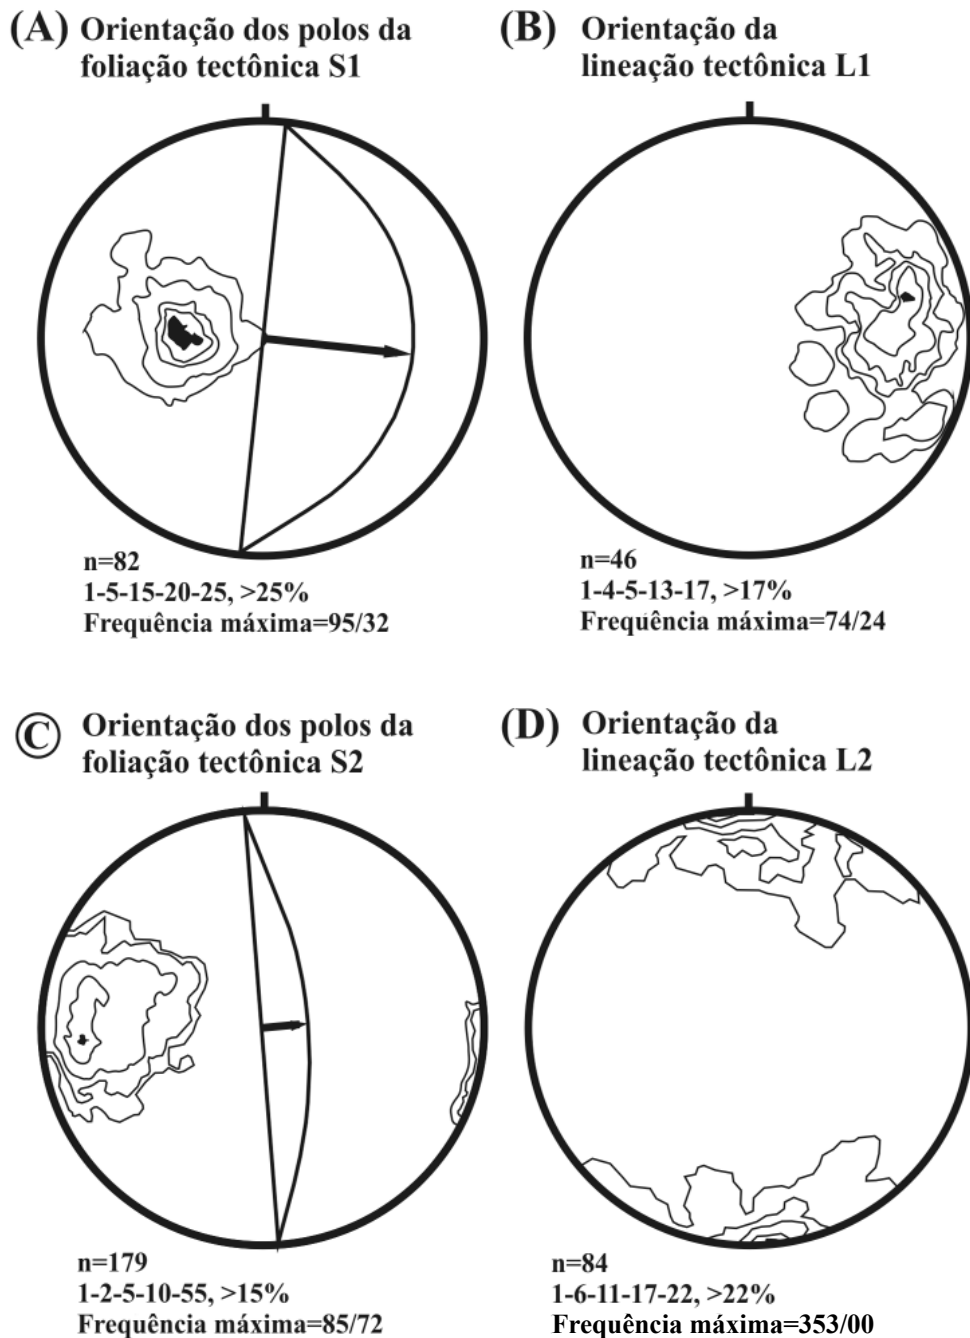 (A) Orientação dos polos da
foliação tectônica S1
(B) Orientação da
lineação tectônica L1
n=82
1-5-15-20-25, >25%
Frequência máxima=95/32
n=46
1-4-5-13-17, >17%
Frequência máxima=74/24
© Orientação dos polos da
foliação tectônica S2
(D) Orientação da
lineação tectônica L2
n=179
1-2-5-10-55, >15%
Frequência máxima=85/72
n=84
1-6-11-17-22, >22%
Frequência máxima=353/00